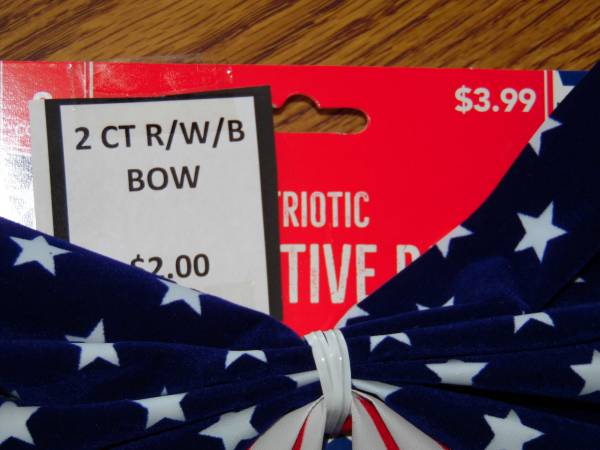 $3.99
2 CT R/W/B
BOW
$2.00
TRIOTIC
TIVE